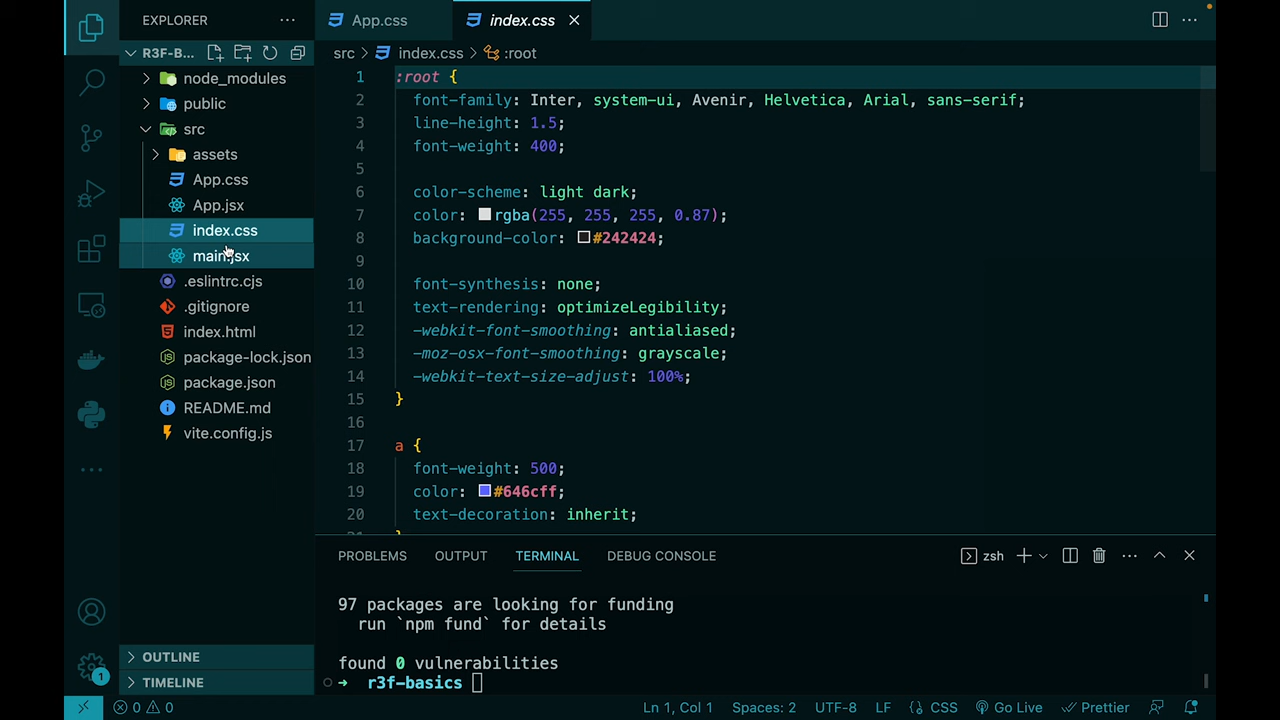 EXPLORER
R3F-B...
node_modules
public
src
assets
App.css
App.jsx
index.css
main.jsx
.eslintrc.cjs
.gitignore
index.html
package-lock.json
package.json
README.md
vite.config.js
OUTLINE
TIMELINE
App.css
index.css
src > index.css > :root
1 :root {
2 font-family: Inter, system-ui, Avenir, Helvetica, Arial, sans-serif;
3 line-height: 1.5;
4 font-weight: 400;
5
6 color-scheme: light dark;
7 color: rgba(255, 255, 255, 0.87);
8 background-color: #242424;
9
10 font-synthesis: none;
11 text-rendering: optimizeLegibility;
12 -webkit-font-smoothing: antialiased;
13 -moz-osx-font-smoothing: grayscale;
14 -webkit-text-size-adjust: 100%;
15 }
16
17 a {
18 font-weight: 500;
19 color: #646cff;
20 text-decoration: inherit;
PROBLEMS OUTPUT TERMINAL DEBUG CONSOLE
zsh
97 packages are looking for funding
run `npm fund` for details
found 0 vulnerabilities
→ r3f-basics
1
0 0
Ln 1, Col 1 Spaces: 2 UTF-8 LF {} CSS Go Live Prettier